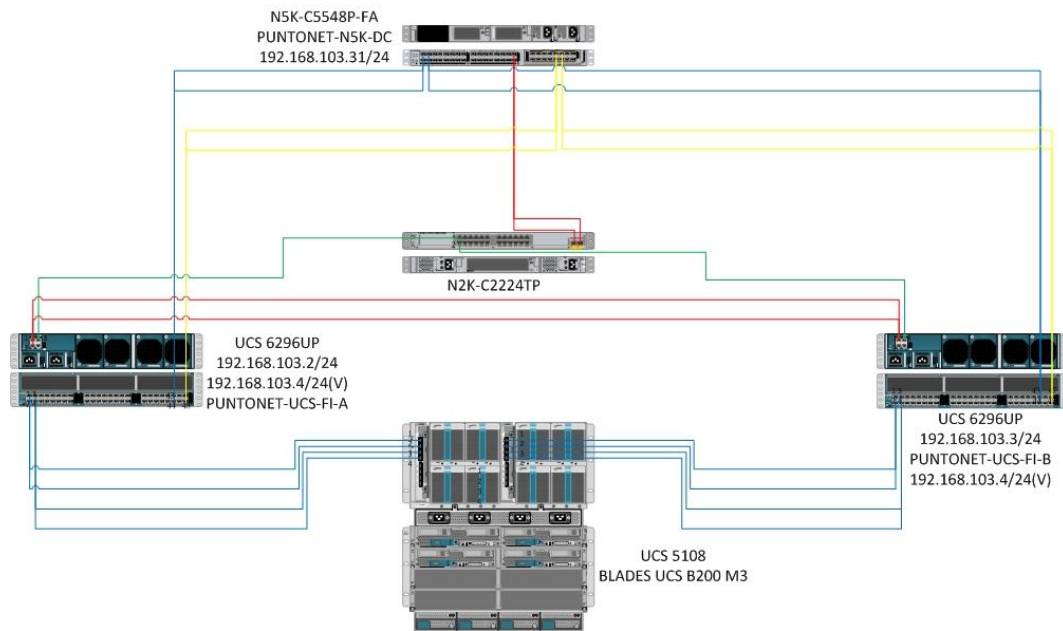 N5K-C5548P-FA
PUNTONET-N5K-DC
192.168.103.31/24
N2K-C2224TP
UCS 6296UP
192.168.103.2/24
192.168.103.4/24(V)
PUNTONET-UCS-FI-A
UCS 6296UP
192.168.103.3/24
PUNTONET-UCS-FI-B
192.168.103.4/24(V)
UCS 5108
BLADES UCS B200 M3